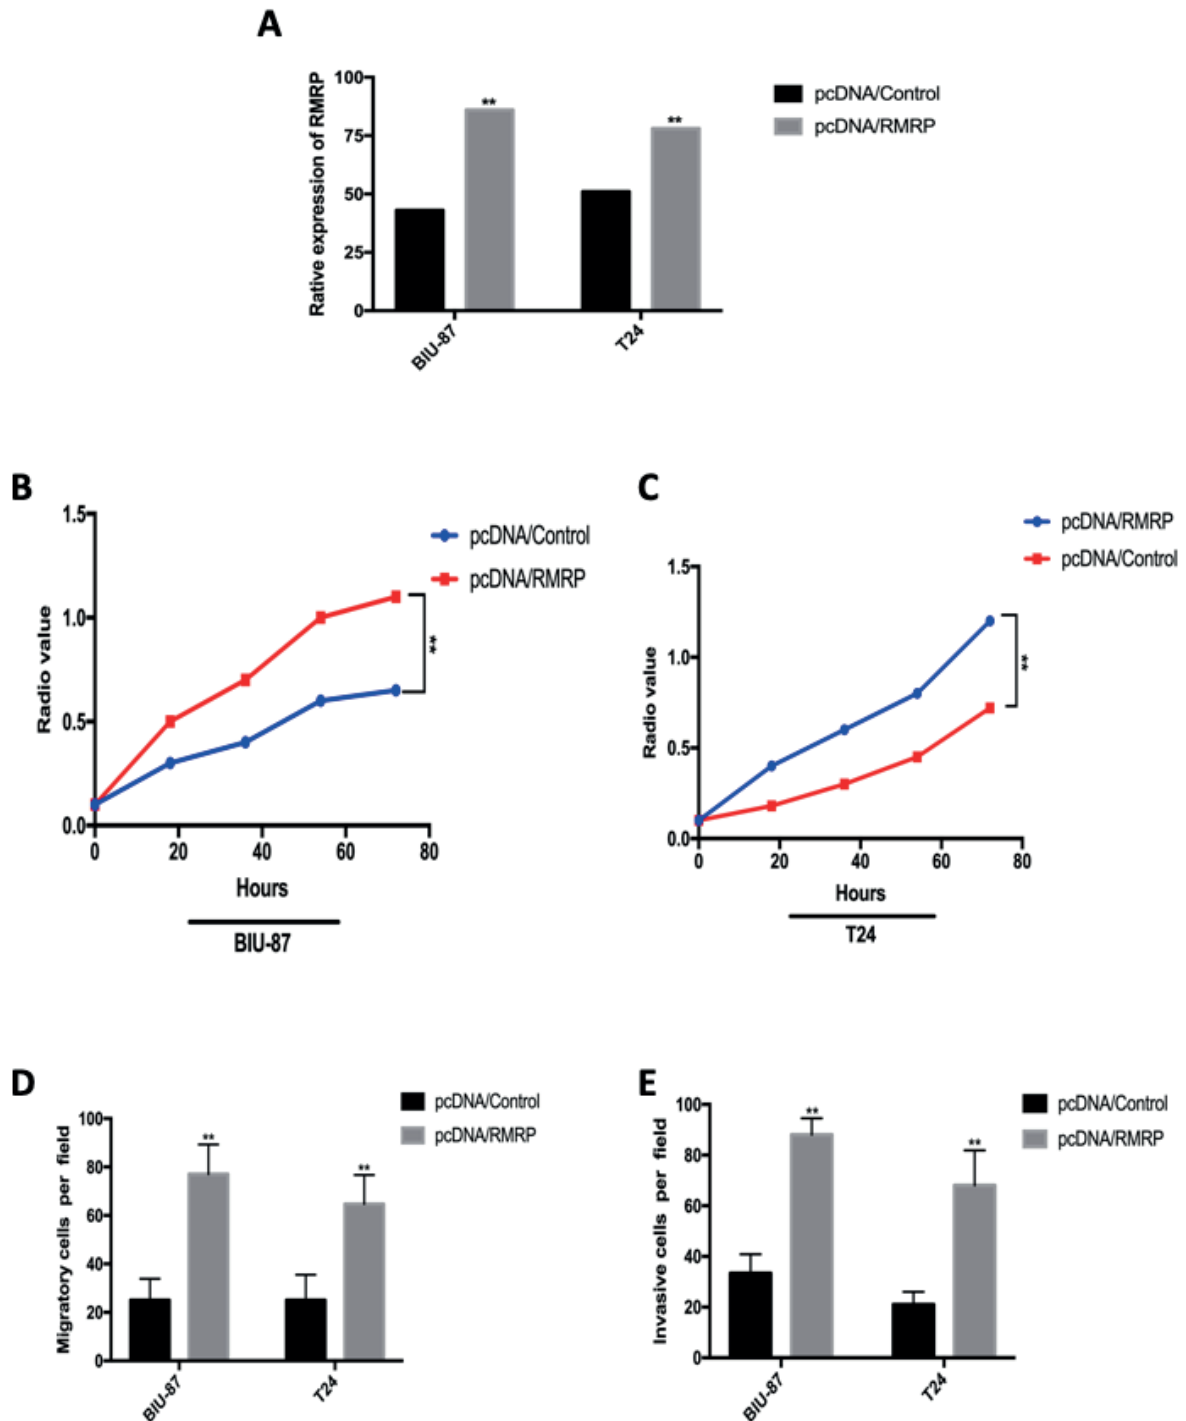 A
Rative expression of RMRP
100
75
50
25
0
**
**
BIU-87
T24
pcDNA/Control
pcDNA/RMRP
B
Radio value
1.5
1.0
0.5
0.0
0
20
40
60
80
Hours
BIU-87
pcDNA/Control
pcDNA/RMRP
**
C
Radio value
1.5
1.0
0.5
0.0
0
20
40
60
80
Hours
T24
pcDNA/RMRP
pcDNA/Control
**
D
Migratory cells per field
100
80
60
40
20
0
**
**
BIU-87
T24
pcDNA/Control
pcDNA/RMRP
E
Invasive cells per field
100
80
60
40
20
0
**
**
BIU-87
T24
pcDNA/Control
pcDNA/RMRP